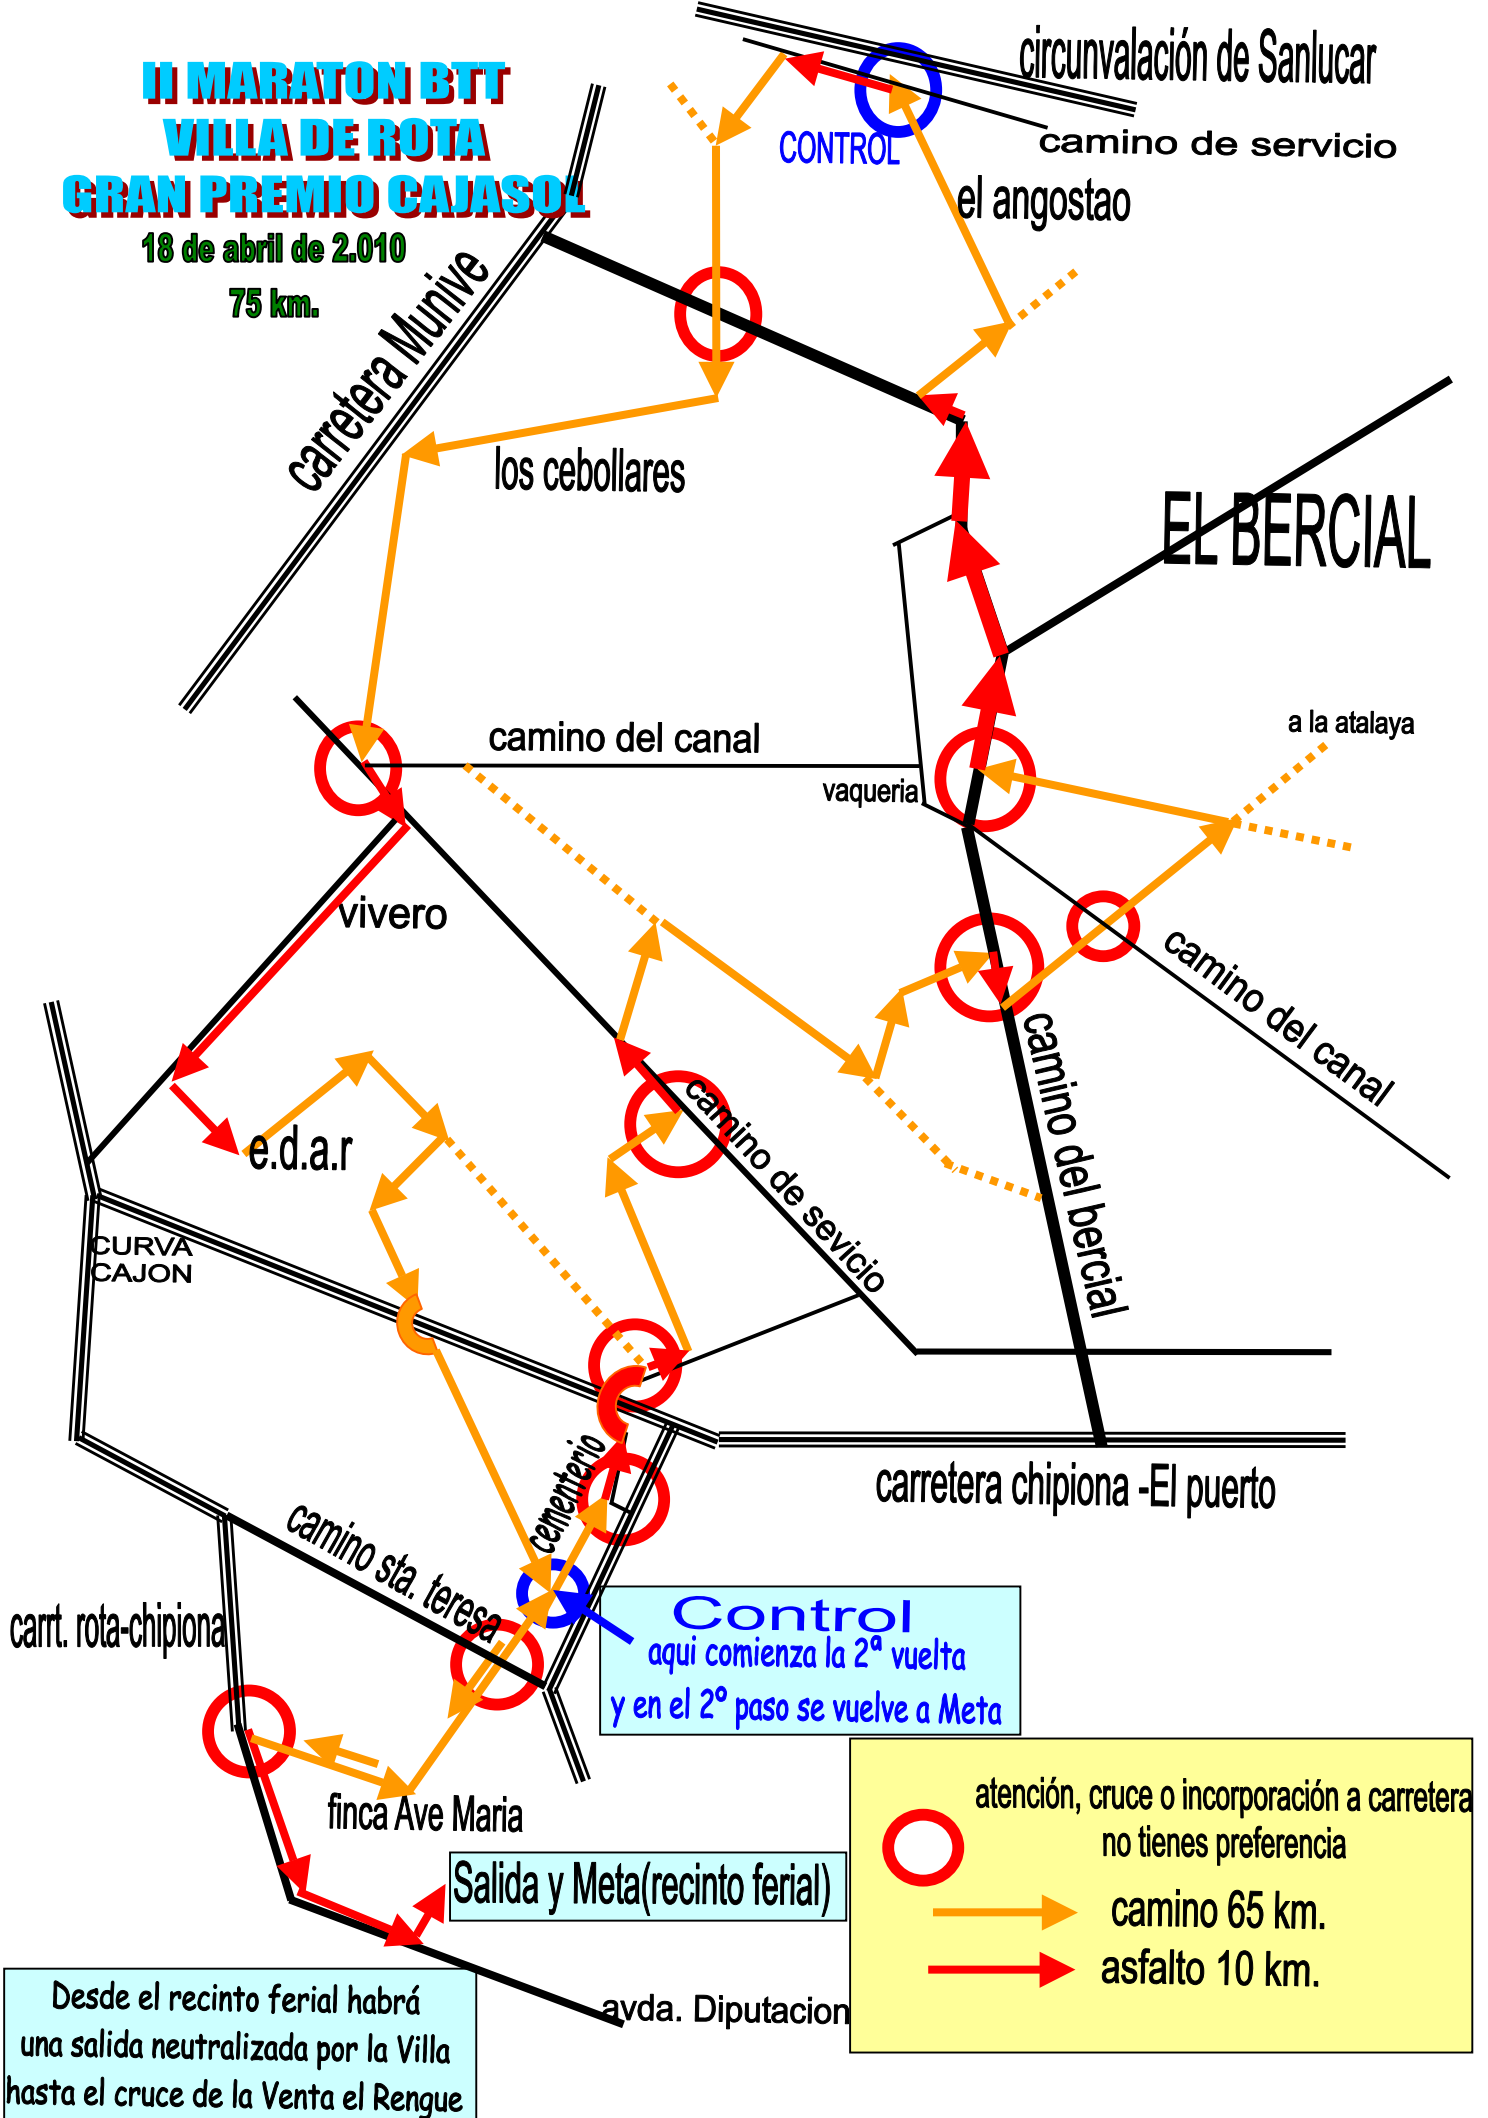 II MARATON BTT
VILLA DE ROTA
GRAN PREMIO CAJASOL
18 de abril de 2.010
75 km.
circunvalación de Sanlucar
camino de servicio
CONTROL
el angostao
carretera Munive
los cebollares
EL BERCIAL
camino del canal
a la atalaya
vaqueria
vivero
camino del canal
camino del bercial
e.d.a.r
camino de sevicio
CURVA
CAJON
cementerio
carretera chipiona -El puerto
camino sta. teresa
carrt. rota-chipiona
Control
aqui comienza la 2ª vuelta
y en el 2º paso se vuelve a Meta
finca Ave Maria
atención, cruce o incorporación a carretera
no tienes preferencia
camino 65 km.
asfalto 10 km.
Salida y Meta(recinto ferial)
avda. Diputacion
Desde el recinto ferial habrá
una salida neutralizada por la Villa
hasta el cruce de la Venta el Rengue